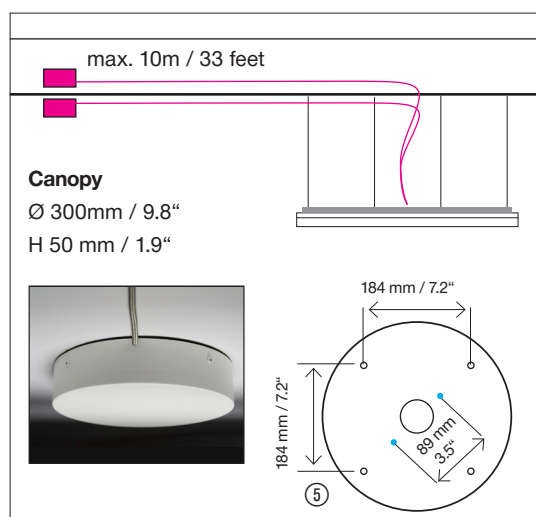 max. 10m / 33 feet
Canopy
Ø 300mm / 9.8“
H 50 mm / 1.9“
184 mm / 7.2“
184 mm / 7.2“
89 mm
3.5“
5